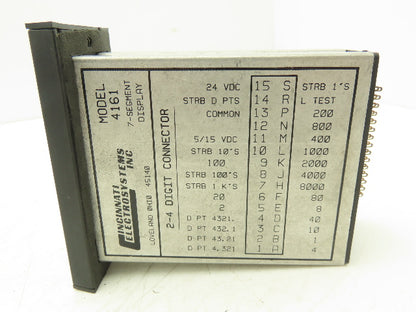 MODEL
4161
7-SEGMENT
DISPLAY
CINCINNATI
ELECTROSYSTEMS
INC
LOVELAND OHIO 45140
2-4 DIGIT CONNECTOR
24 VDC 15 S STRB 1'S
STRB D PTS 14 R L TEST
COMMON 13 P 200
12 N 800
5/15 VDC 11 M 400
STRB 10'S 10 L 1000
100 9 K 2000
STRB 100'S 8 J 4000
STRB 1 K'S 7 H 8000
20 6 F 80
2 5 E 8
D PT 4321. 4 D 40
D PT 432.1 3 C 10
D PT 43.21 2 B 1
D PT 4.321 1 A 4